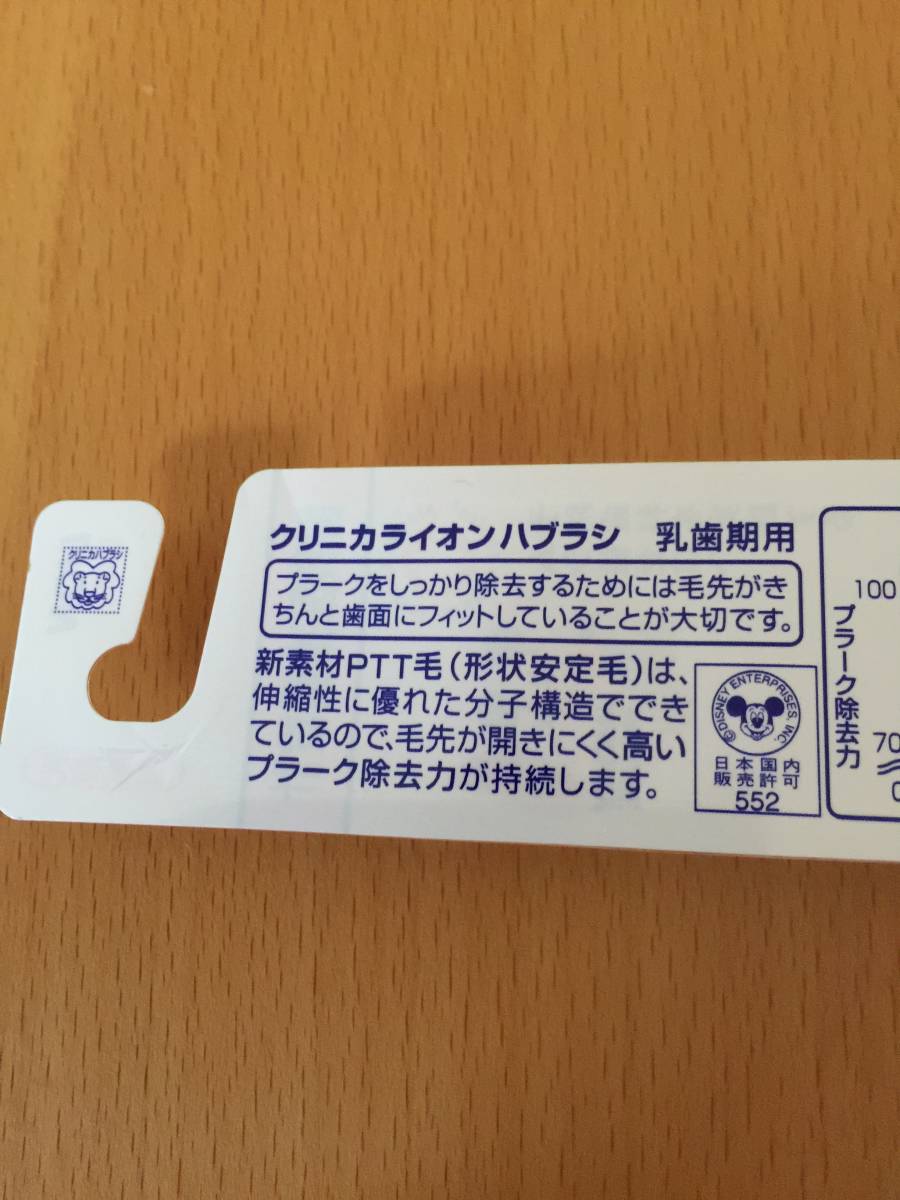 クリニカハブラシ
クリニカライオンハブラシ 乳歯期用
プラークをしっかり除去するためには毛先がき
ちんと歯面にフィットしていることが大切です。
新素材PTT毛(形状安定毛)は、
伸縮性に優れた分子構造ででき
ているので、毛先が開きにくく高い
プラーク除去力が持続します。
©DISNEY ENTERPRISES, INC.
日本国内
販売許可
552
100
プラーク除去力
70
0